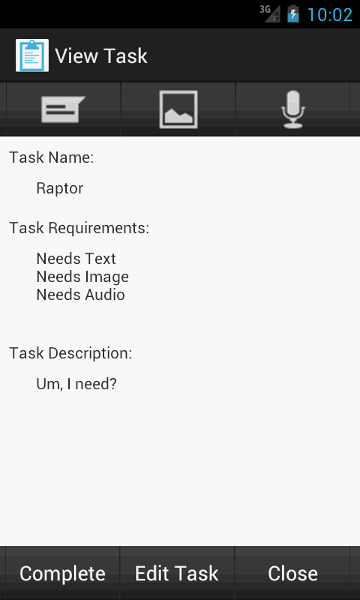 3G
10:02
View Task
Task Name:
Raptor
Task Requirements:
Needs Text
Needs Image
Needs Audio
Task Description:
Um, I need?
Complete
Edit Task
Close